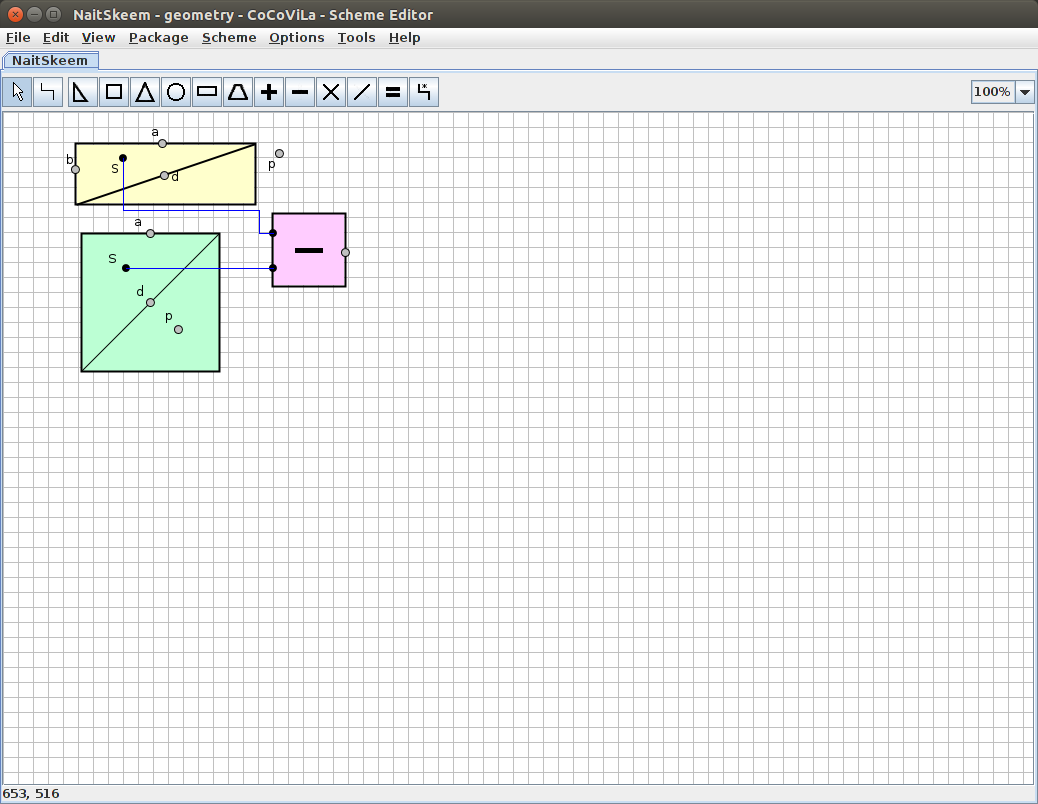 NaitSkeem - geometry - CoCoViLa - Scheme Editor
File Edit View Package Scheme Options Tools Help
NaitSkeem
100%
a
b
S
d
p
a
S
d
p
653, 516